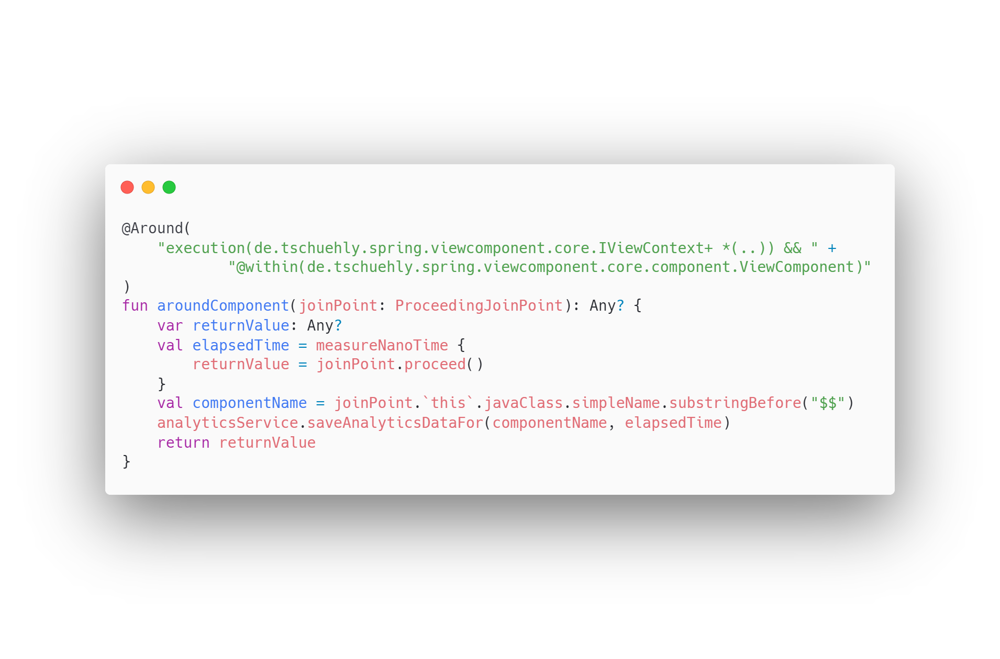 @Around(
    "execution(de.tschuehly.spring.viewcomponent.core.IViewContext+ *(..)) && " +
            "@within(de.tschuehly.spring.viewcomponent.core.component.ViewComponent)"
)
fun aroundComponent(joinPoint: ProceedingJoinPoint): Any? {
    var returnValue: Any?
    val elapsedTime = measureNanoTime {
        returnValue = joinPoint.proceed()
    }
    val componentName = joinPoint.`this`.javaClass.simpleName.substringBefore("$$")
    analyticsService.saveAnalyticsDataFor(componentName, elapsedTime)
    return returnValue
}